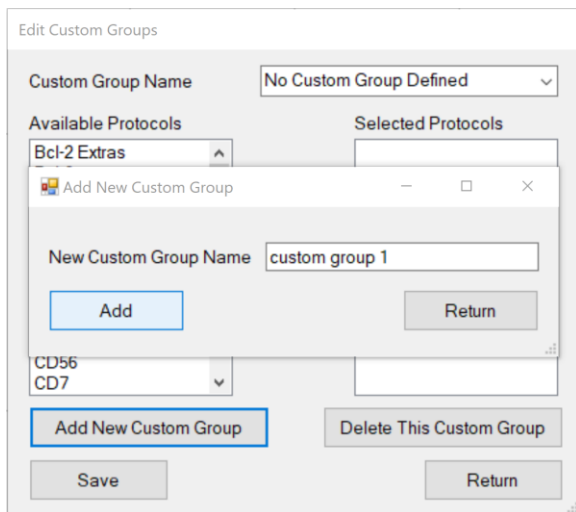 Edit Custom Groups
Custom Group Name No Custom Group Defined
Available Protocols Selected Protocols
Bcl-2 Extras
Add New Custom Group
New Custom Group Name custom group 1
Add Return
CD56
CD7
Add New Custom Group Delete This Custom Group
Save Return